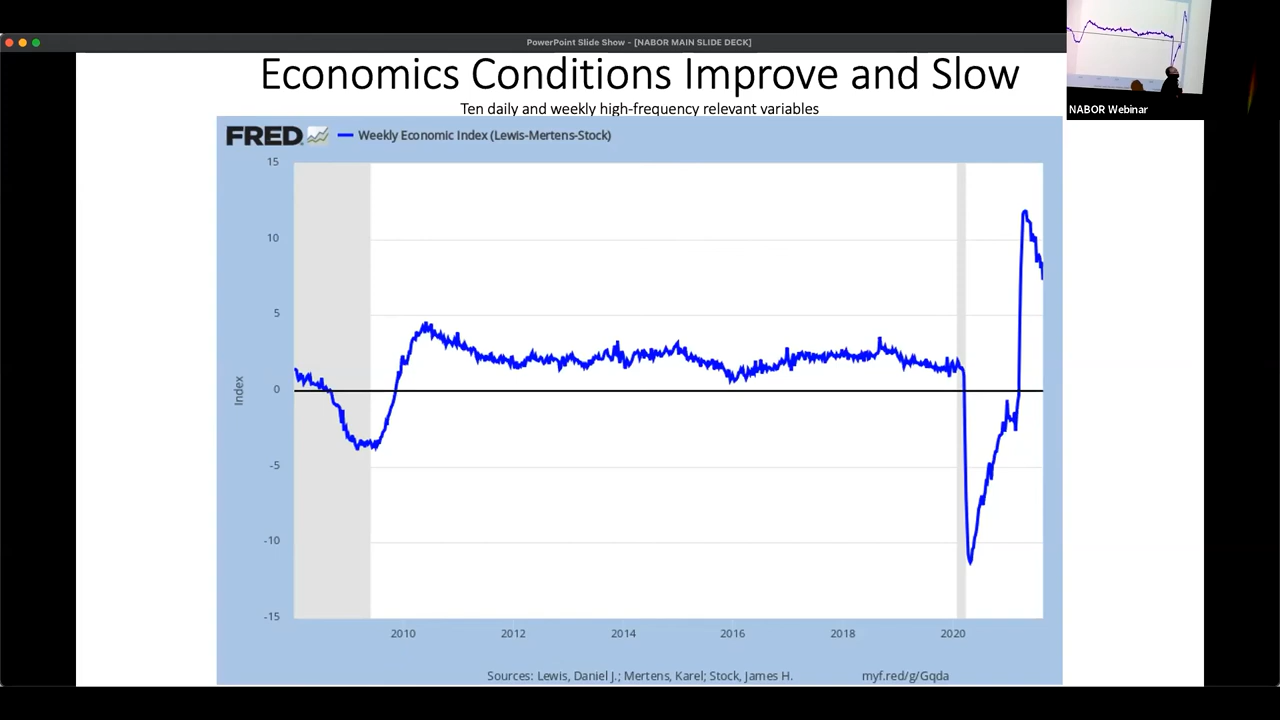 PowerPoint Slide Show - [NABOR MAIN SLIDE DECK]
Economics Conditions Improve and Slow
Ten daily and weekly high-frequency relevant variables
NABOR Webinar
FRED
Weekly Economic Index (Lewis-Mertens-Stock)
15
10
5
0
-5
-10
-15
Index
2010 2012 2014 2016 2018 2020
Sources: Lewis, Daniel J.; Mertens, Karel; Stock, James H. myf.red/g/Gqda